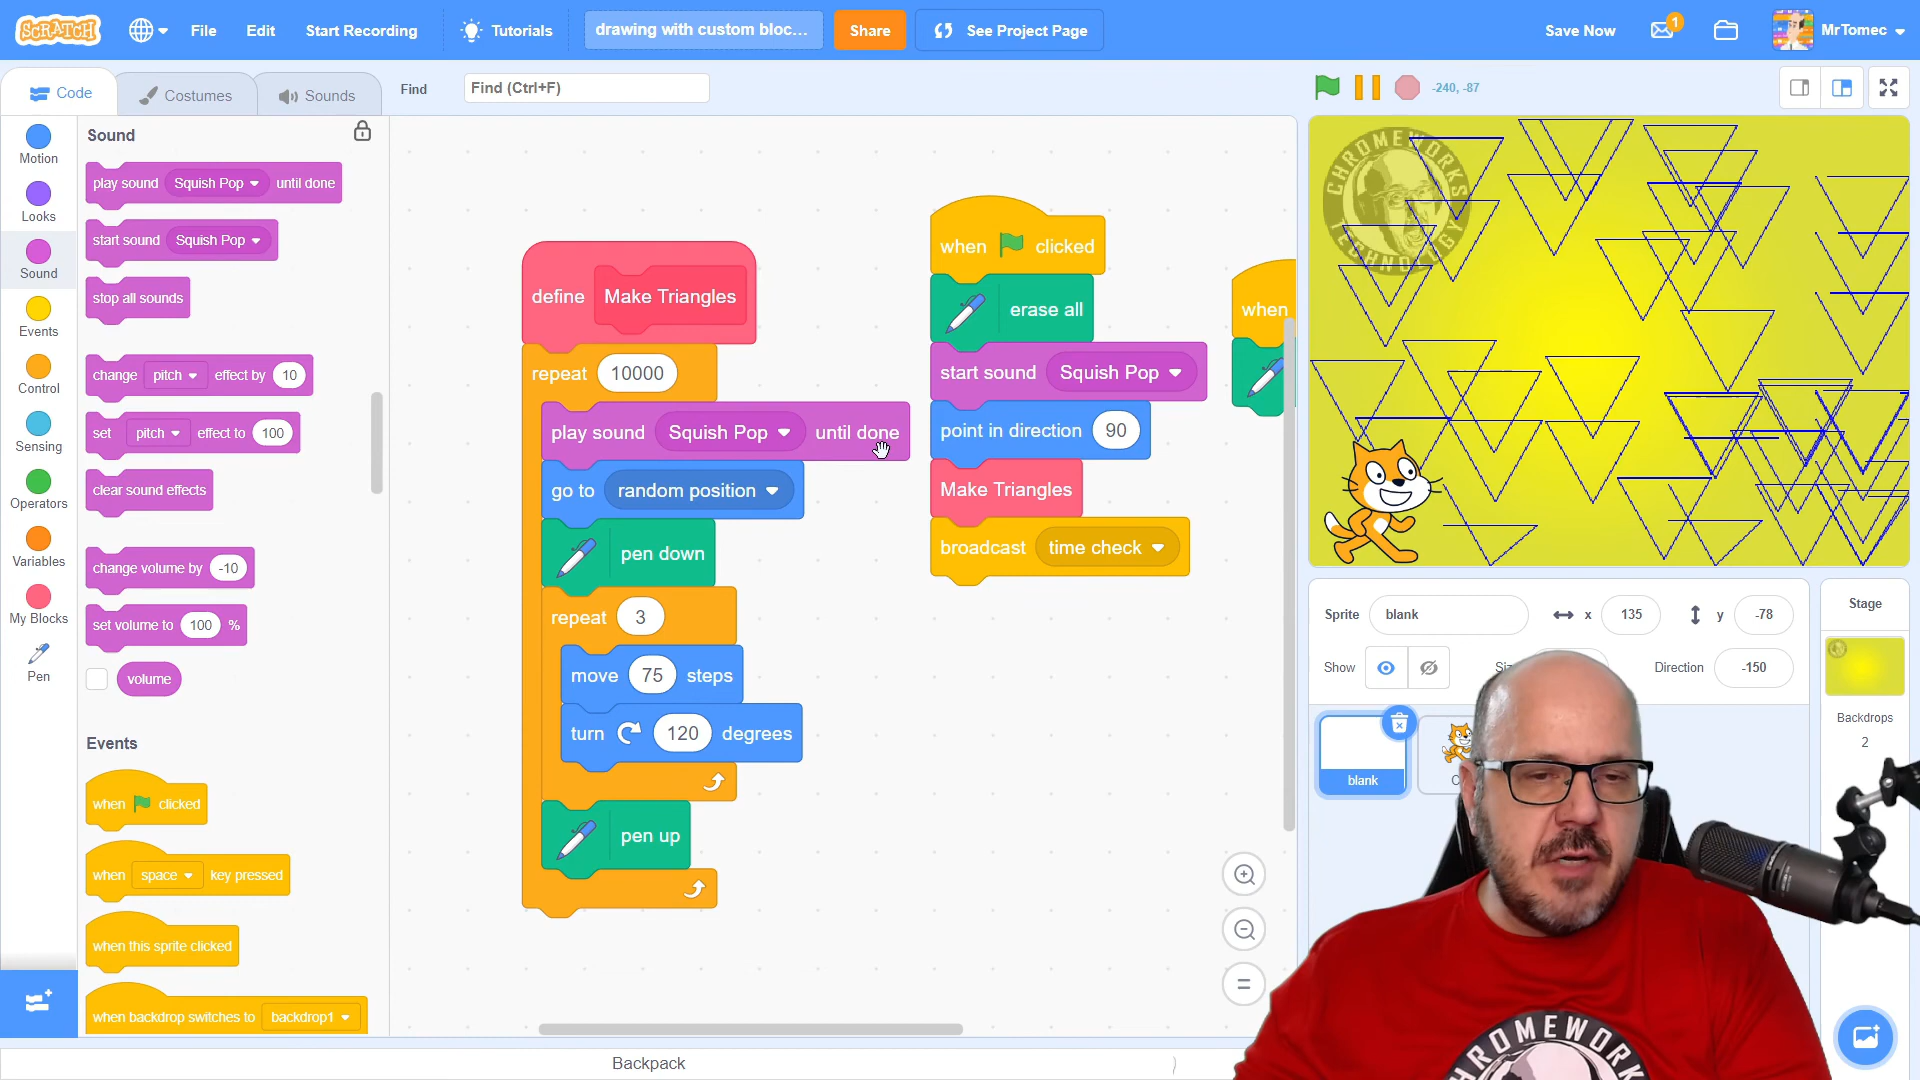 SCRATCH
File
Edit
Start Recording
Tutorials
drawing with custom bloc...
Share
See Project Page
Save Now
1
MrTomec
Code
Costumes
Sounds
Find
Find (Ctrl+F)
-240, -87
Motion
Looks
Sound
Events
Control
Sensing
Operators
Variables
My Blocks
Pen
Sound
play sound Squish Pop until done
start sound Squish Pop
stop all sounds
change pitch effect by 10
set pitch effect to 100
clear sound effects
change volume by -10
set volume to 100 %
volume
Events
when clicked
when space key pressed
when this sprite clicked
when backdrop switches to backdrop1
define Make Triangles
repeat 10000
play sound Squish Pop until done
go to random position
pen down
repeat 3
move 75 steps
turn 120 degrees
pen up
when clicked
erase all
start sound Squish Pop
point in direction 90
Make Triangles
broadcast time check
when
CHROMEWORKS
TECHNOLOGY
Sprite blank x 135 y -78
Show Direction -150
blank
Stage
Backdrops
2
Backpack
CHROMEWORK